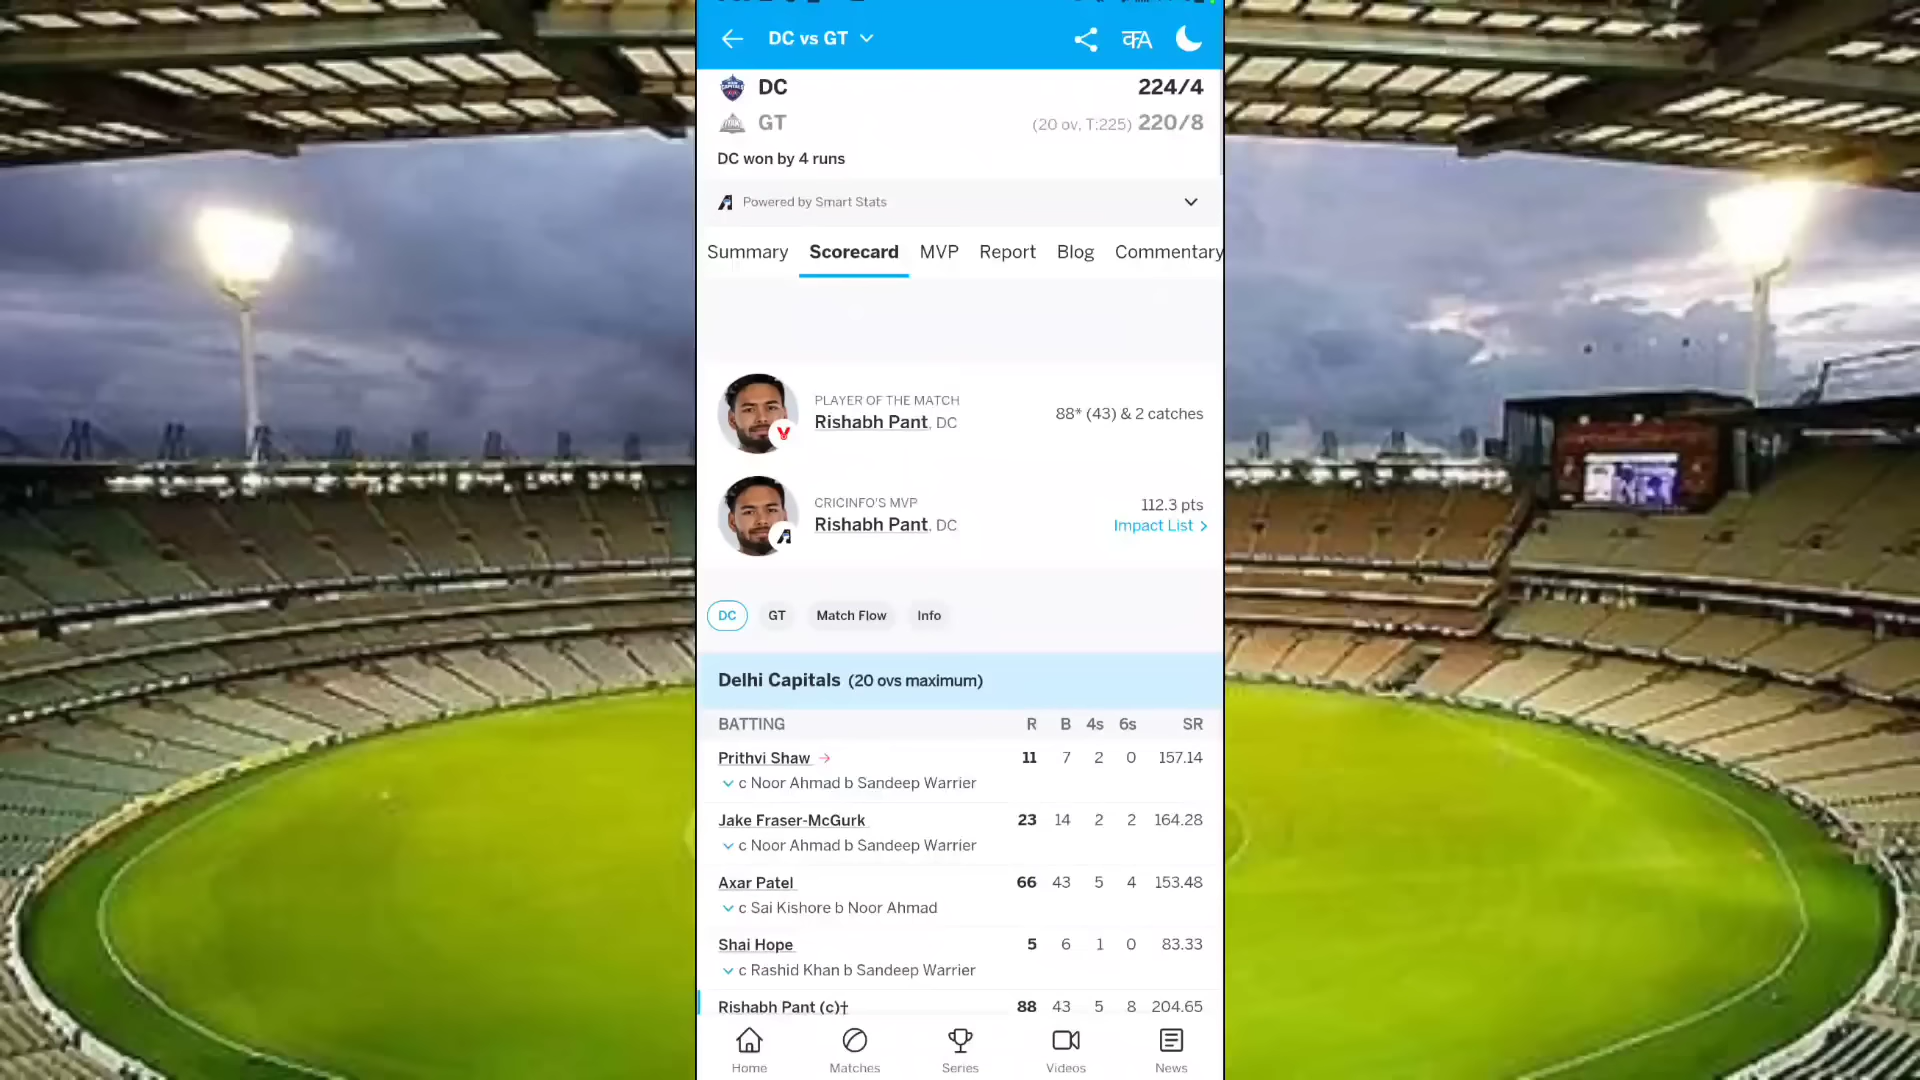 DC vs GT
DC 224/4
GT (20 ov, T:225) 220/8
DC won by 4 runs
Powered by Smart Stats
Summary Scorecard MVP Report Blog Commentary
PLAYER OF THE MATCH
Rishabh Pant, DC 88* (43) & 2 catches
CRICINFO'S MVP
Rishabh Pant, DC
112.3 pts
Impact List
DC GT Match Flow Info
Delhi Capitals (20 ovs maximum)
BATTING R B 4s 6s SR
Prithvi Shaw → 11 7 2 0 157.14
c Noor Ahmad b Sandeep Warrier
Jake Fraser-McGurk 23 14 2 2 164.28
c Noor Ahmad b Sandeep Warrier
Axar Patel 66 43 5 4 153.48
c Sai Kishore b Noor Ahmad
Shai Hope 5 6 1 0 83.33
c Rashid Khan b Sandeep Warrier
Rishabh Pant (c)† 88 43 5 8 204.65
Home Matches Series Videos News